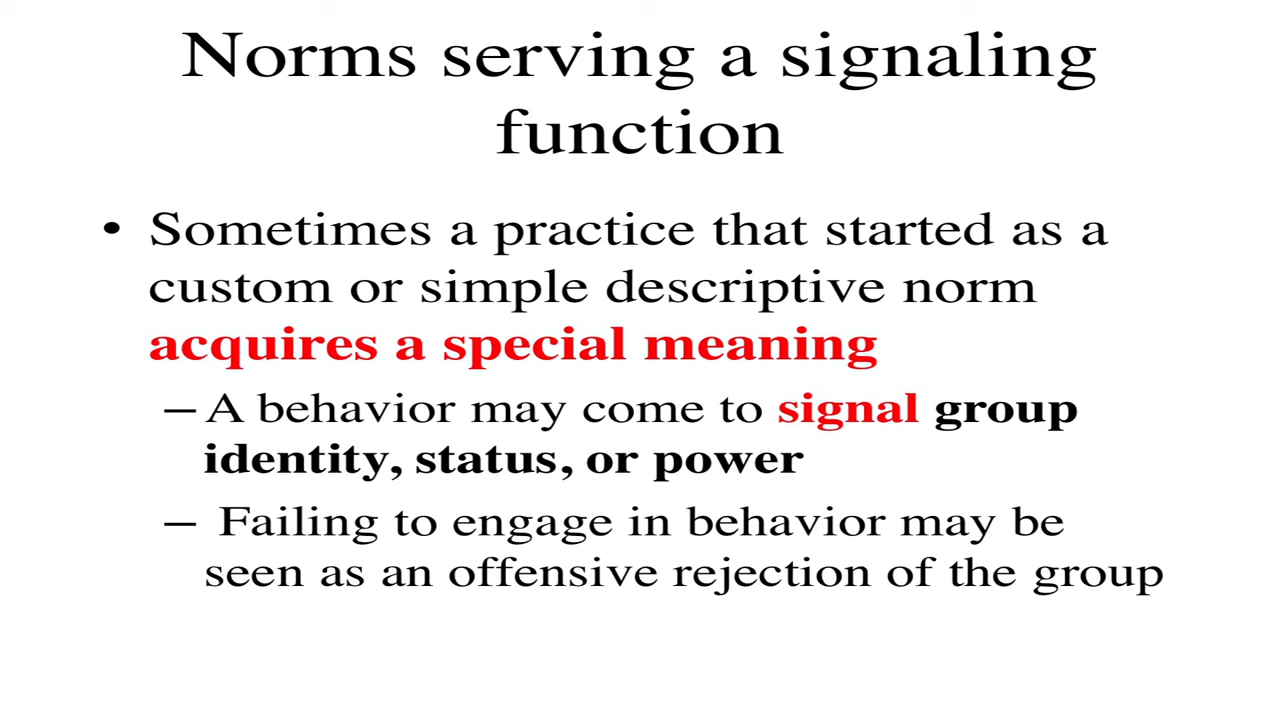 Norms serving a signaling
function
• Sometimes a practice that started as a
custom or simple descriptive norm
acquires a special meaning
– A behavior may come to signal group
identity, status, or power
– Failing to engage in behavior may be
seen as an offensive rejection of the group